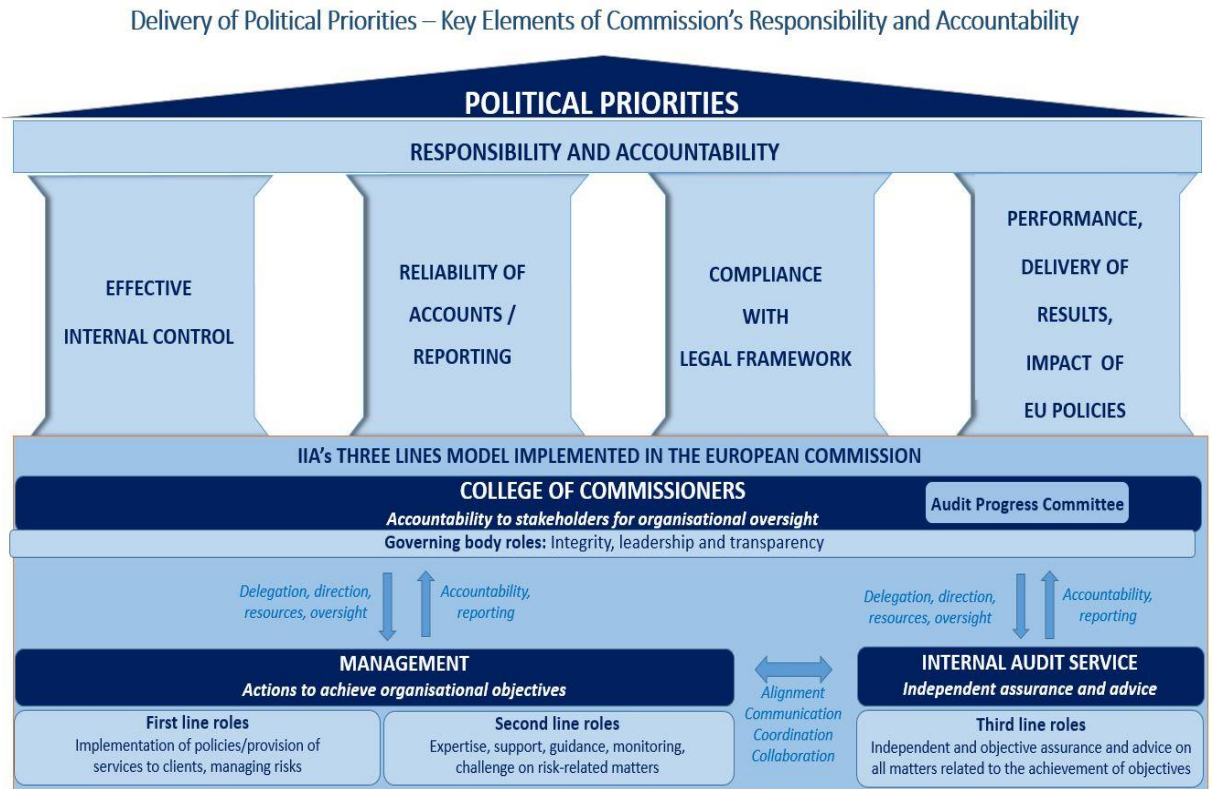 Delivery of Political Priorities – Key Elements of Commission's Responsibility and Accountability
POLITICAL PRIORITIES
RESPONSIBILITY AND ACCOUNTABILITY
EFFECTIVE
INTERNAL CONTROL
RELIABILITY OF
ACCOUNTS /
REPORTING
COMPLIANCE
WITH
LEGAL FRAMEWORK
PERFORMANCE,
DELIVERY OF
RESULTS,
IMPACT OF
EU POLICIES
IIA's THREE LINES MODEL IMPLEMENTED IN THE EUROPEAN COMMISSION
COLLEGE OF COMMISSIONERS
Accountability to stakeholders for organisational oversight
Audit Progress Committee
Governing body roles: Integrity, leadership and transparency
Delegation, direction,
resources, oversight
Accountability,
reporting
Delegation, direction,
resources, oversight
Accountability,
reporting
MANAGEMENT
Actions to achieve organisational objectives
Alignment
Communication
Coordination
Collaboration
INTERNAL AUDIT SERVICE
Independent assurance and advice
First line roles
Implementation of policies/provision of
services to clients, managing risks
Second line roles
Expertise, support, guidance, monitoring,
challenge on risk-related matters
Third line roles
Independent and objective assurance and advice on
all matters related to the achievement of objectives